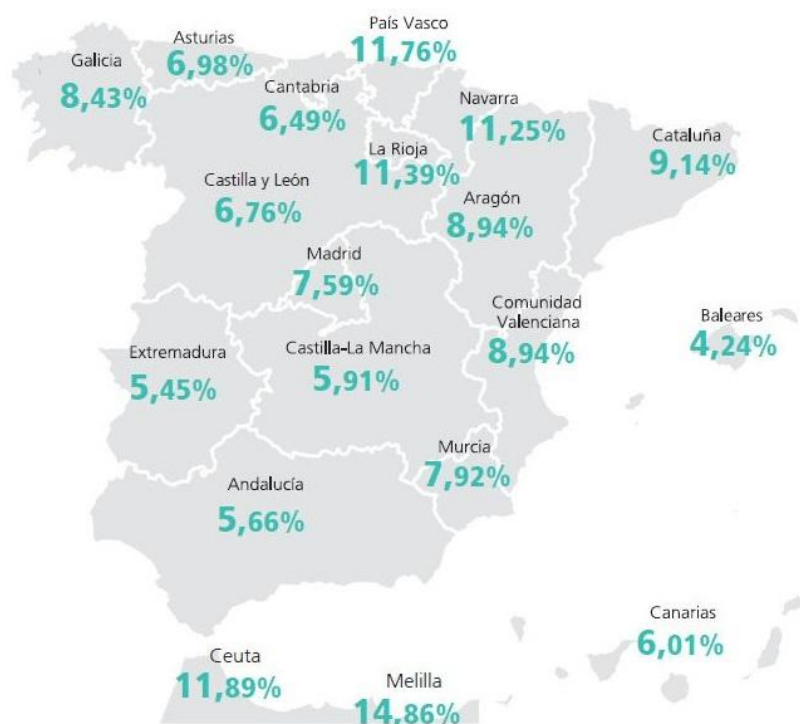 País Vasco
11,76%
Asturias
6,98%
Galicia
8,43%
Cantabria
6,49%
Navarra
11,25%
Cataluña
9,14%
La Rioja
11,39%
Castilla y León
6,76%
Aragón
8,94%
Madrid
7,59%
Comunidad
Valenciana
8,94%
Baleares
4,24%
Extremadura
5,45%
Castilla-La Mancha
5,91%
Murcia
7,92%
Andalucía
5,66%
Canarias
6,01%
Ceuta
11,89%
Melilla
14,86%